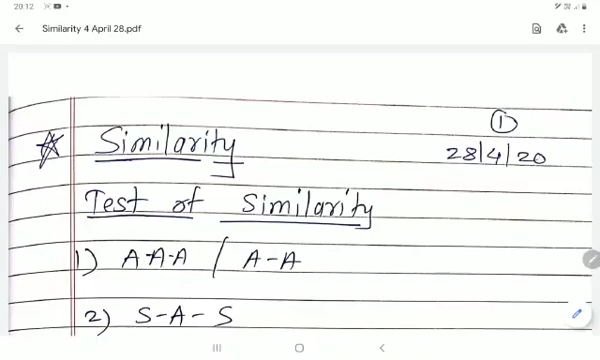 20:12
Similarity 4 April 28.pdf
1
Similarity
28/4/20
Test of Similarity
1) A-A-A / A-A
2) S-A-S